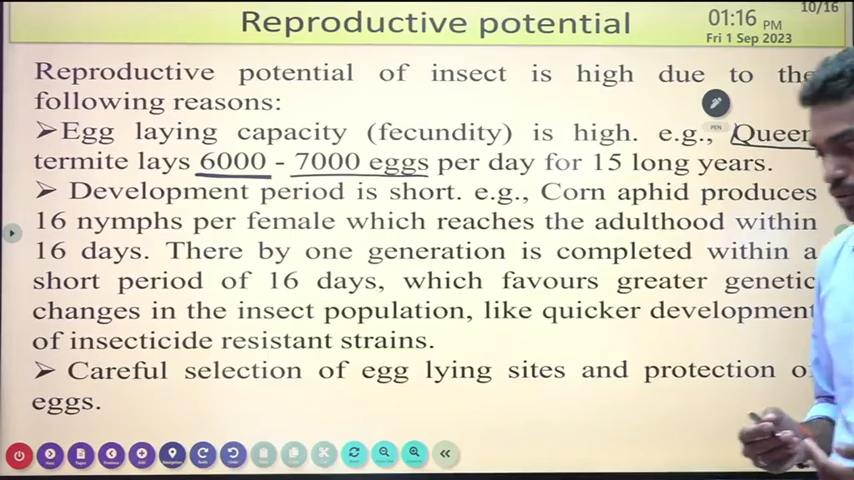 Reproductive potential
01:16 PM
10/16
Fri 1 Sep 2023
Reproductive potential of insect is high due to the
following reasons:
➤Egg laying capacity (fecundity) is high. e.g., Queen
PEN
termite lays 6000 - 7000 eggs per day for 15 long years.
➤ Development period is short. e.g., Corn aphid produces
16 nymphs per female which reaches the adulthood within
16 days. There by one generation is completed within a
short period of 16 days, which favours greater genetic
changes in the insect population, like quicker development
of insecticide resistant strains.
➤ Careful selection of egg lying sites and protection o
eggs.